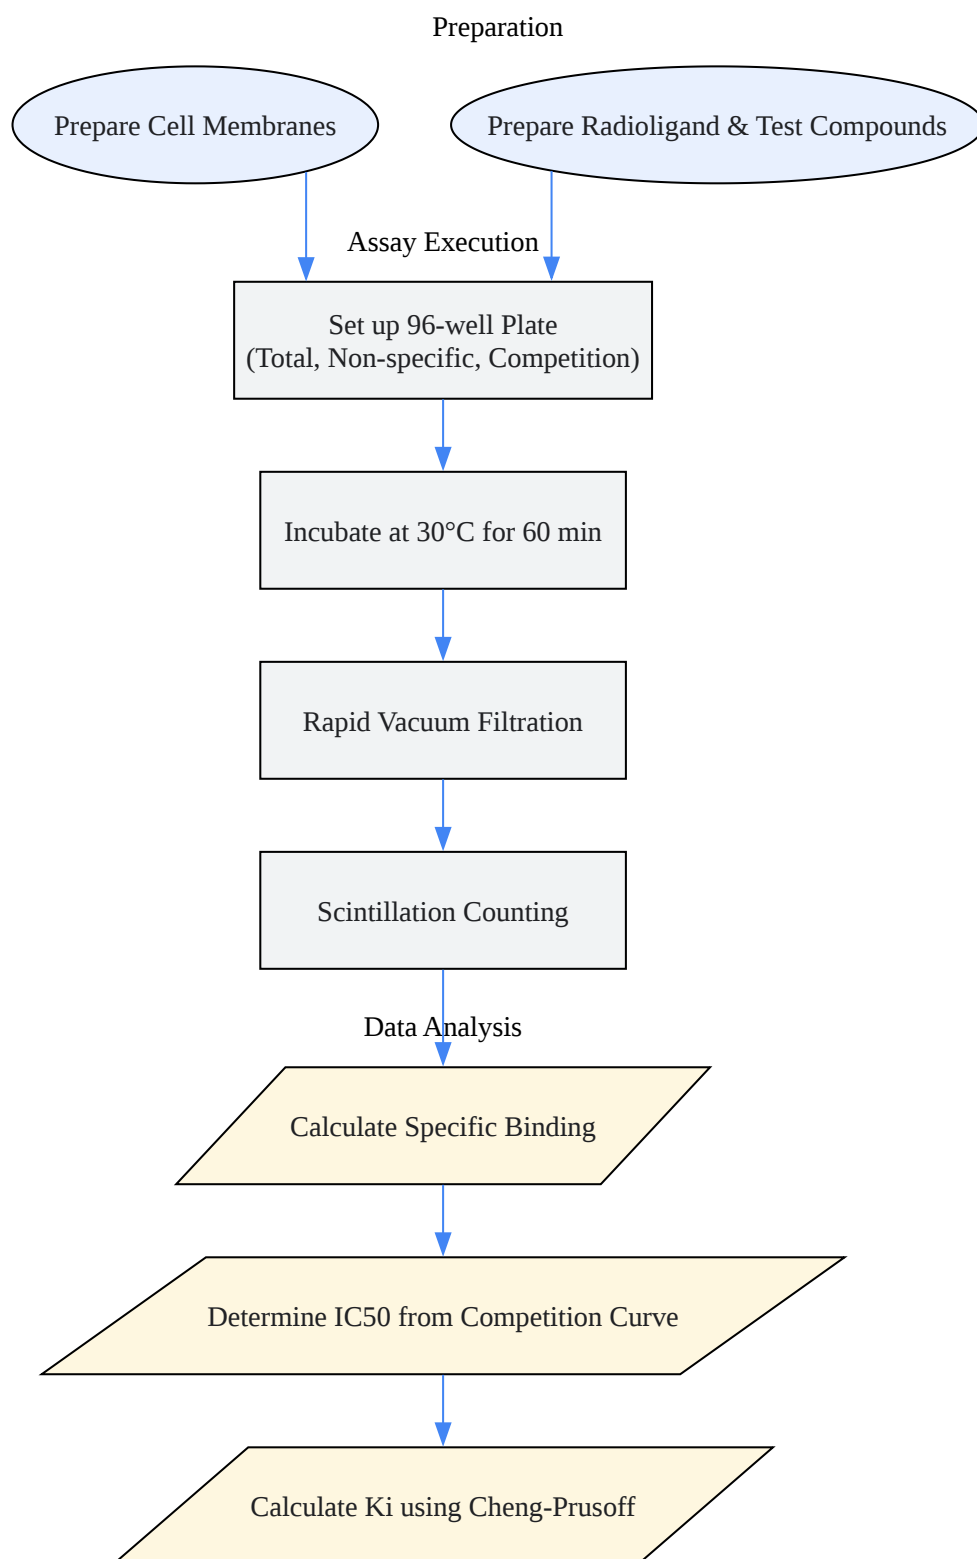 Preparation
Prepare Cell Membranes
Prepare Radioligand & Test Compounds
Assay Execution
Set up 96-well Plate
(Total, Non-specific, Competition)
Incubate at 30°C for 60 min
Rapid Vacuum Filtration
Scintillation Counting
Data Analysis
Calculate Specific Binding
Determine IC50 from Competition Curve
Calculate Ki using Cheng-Prusoff